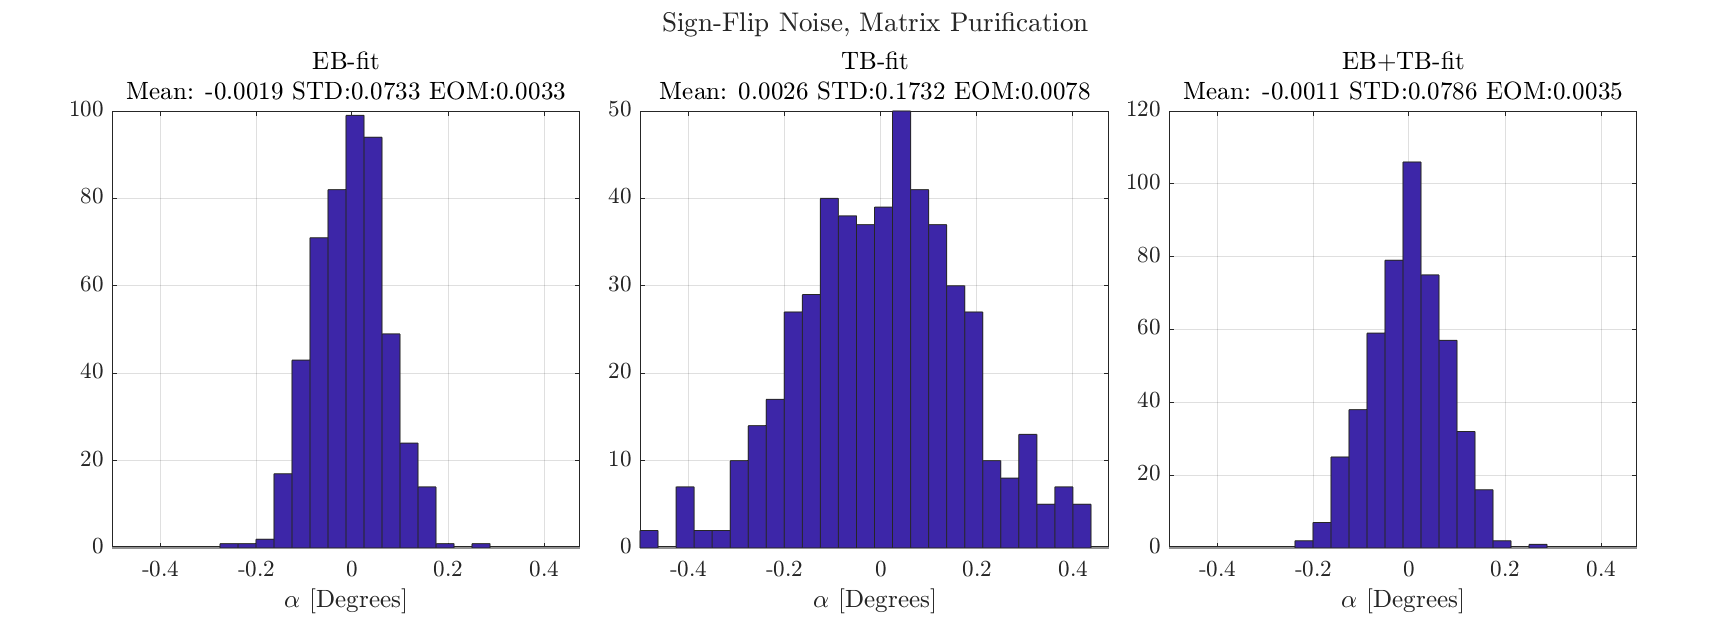 Sign-Flip Noise, Matrix Purification
EB-fit
Mean: -0.0019 STD:0.0733 EOM:0.0033
100
80
60
40
20
0
-0.4 -0.2 0 0.2 0.4
α [Degrees]
TB-fit
Mean: 0.0026 STD:0.1732 EOM:0.0078
50
40
30
20
10
0
-0.4 -0.2 0 0.2 0.4
α [Degrees]
EB+TB-fit
Mean: -0.0011 STD:0.0786 EOM:0.0035
120
100
80
60
40
20
0
-0.4 -0.2 0 0.2 0.4
α [Degrees]